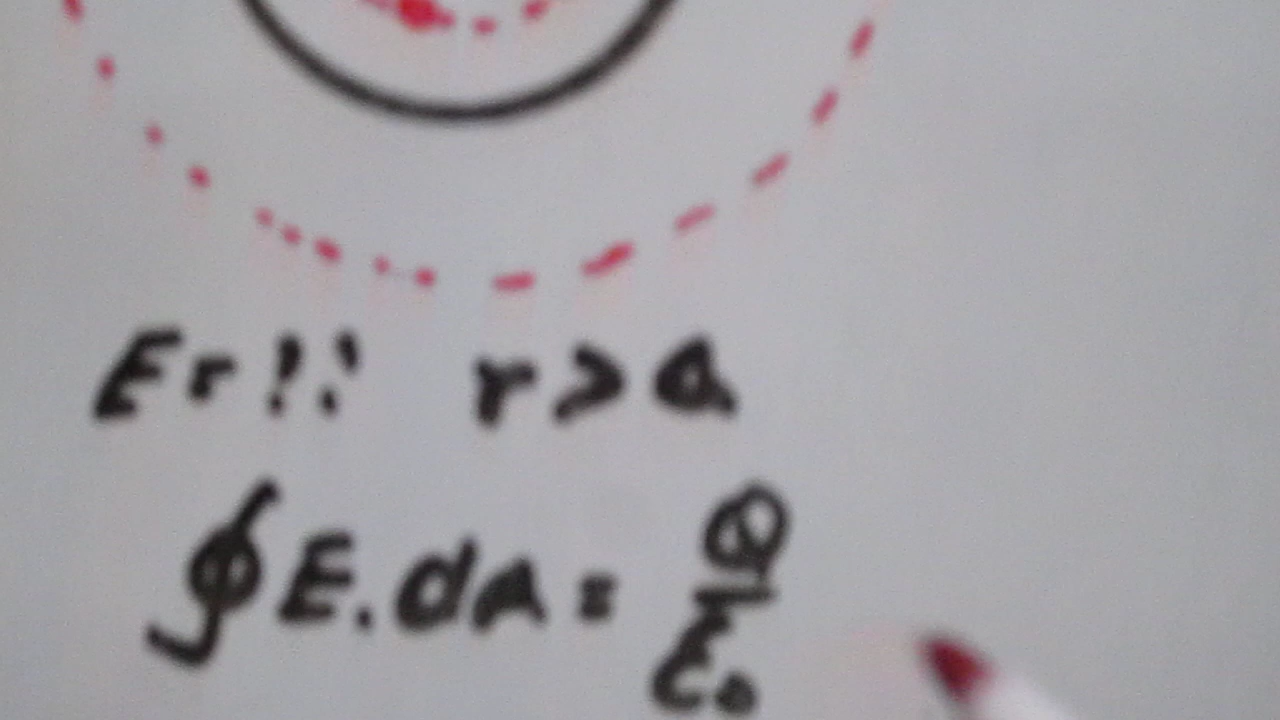 Er?? r > a
∮ E . dA = Q/ε₀